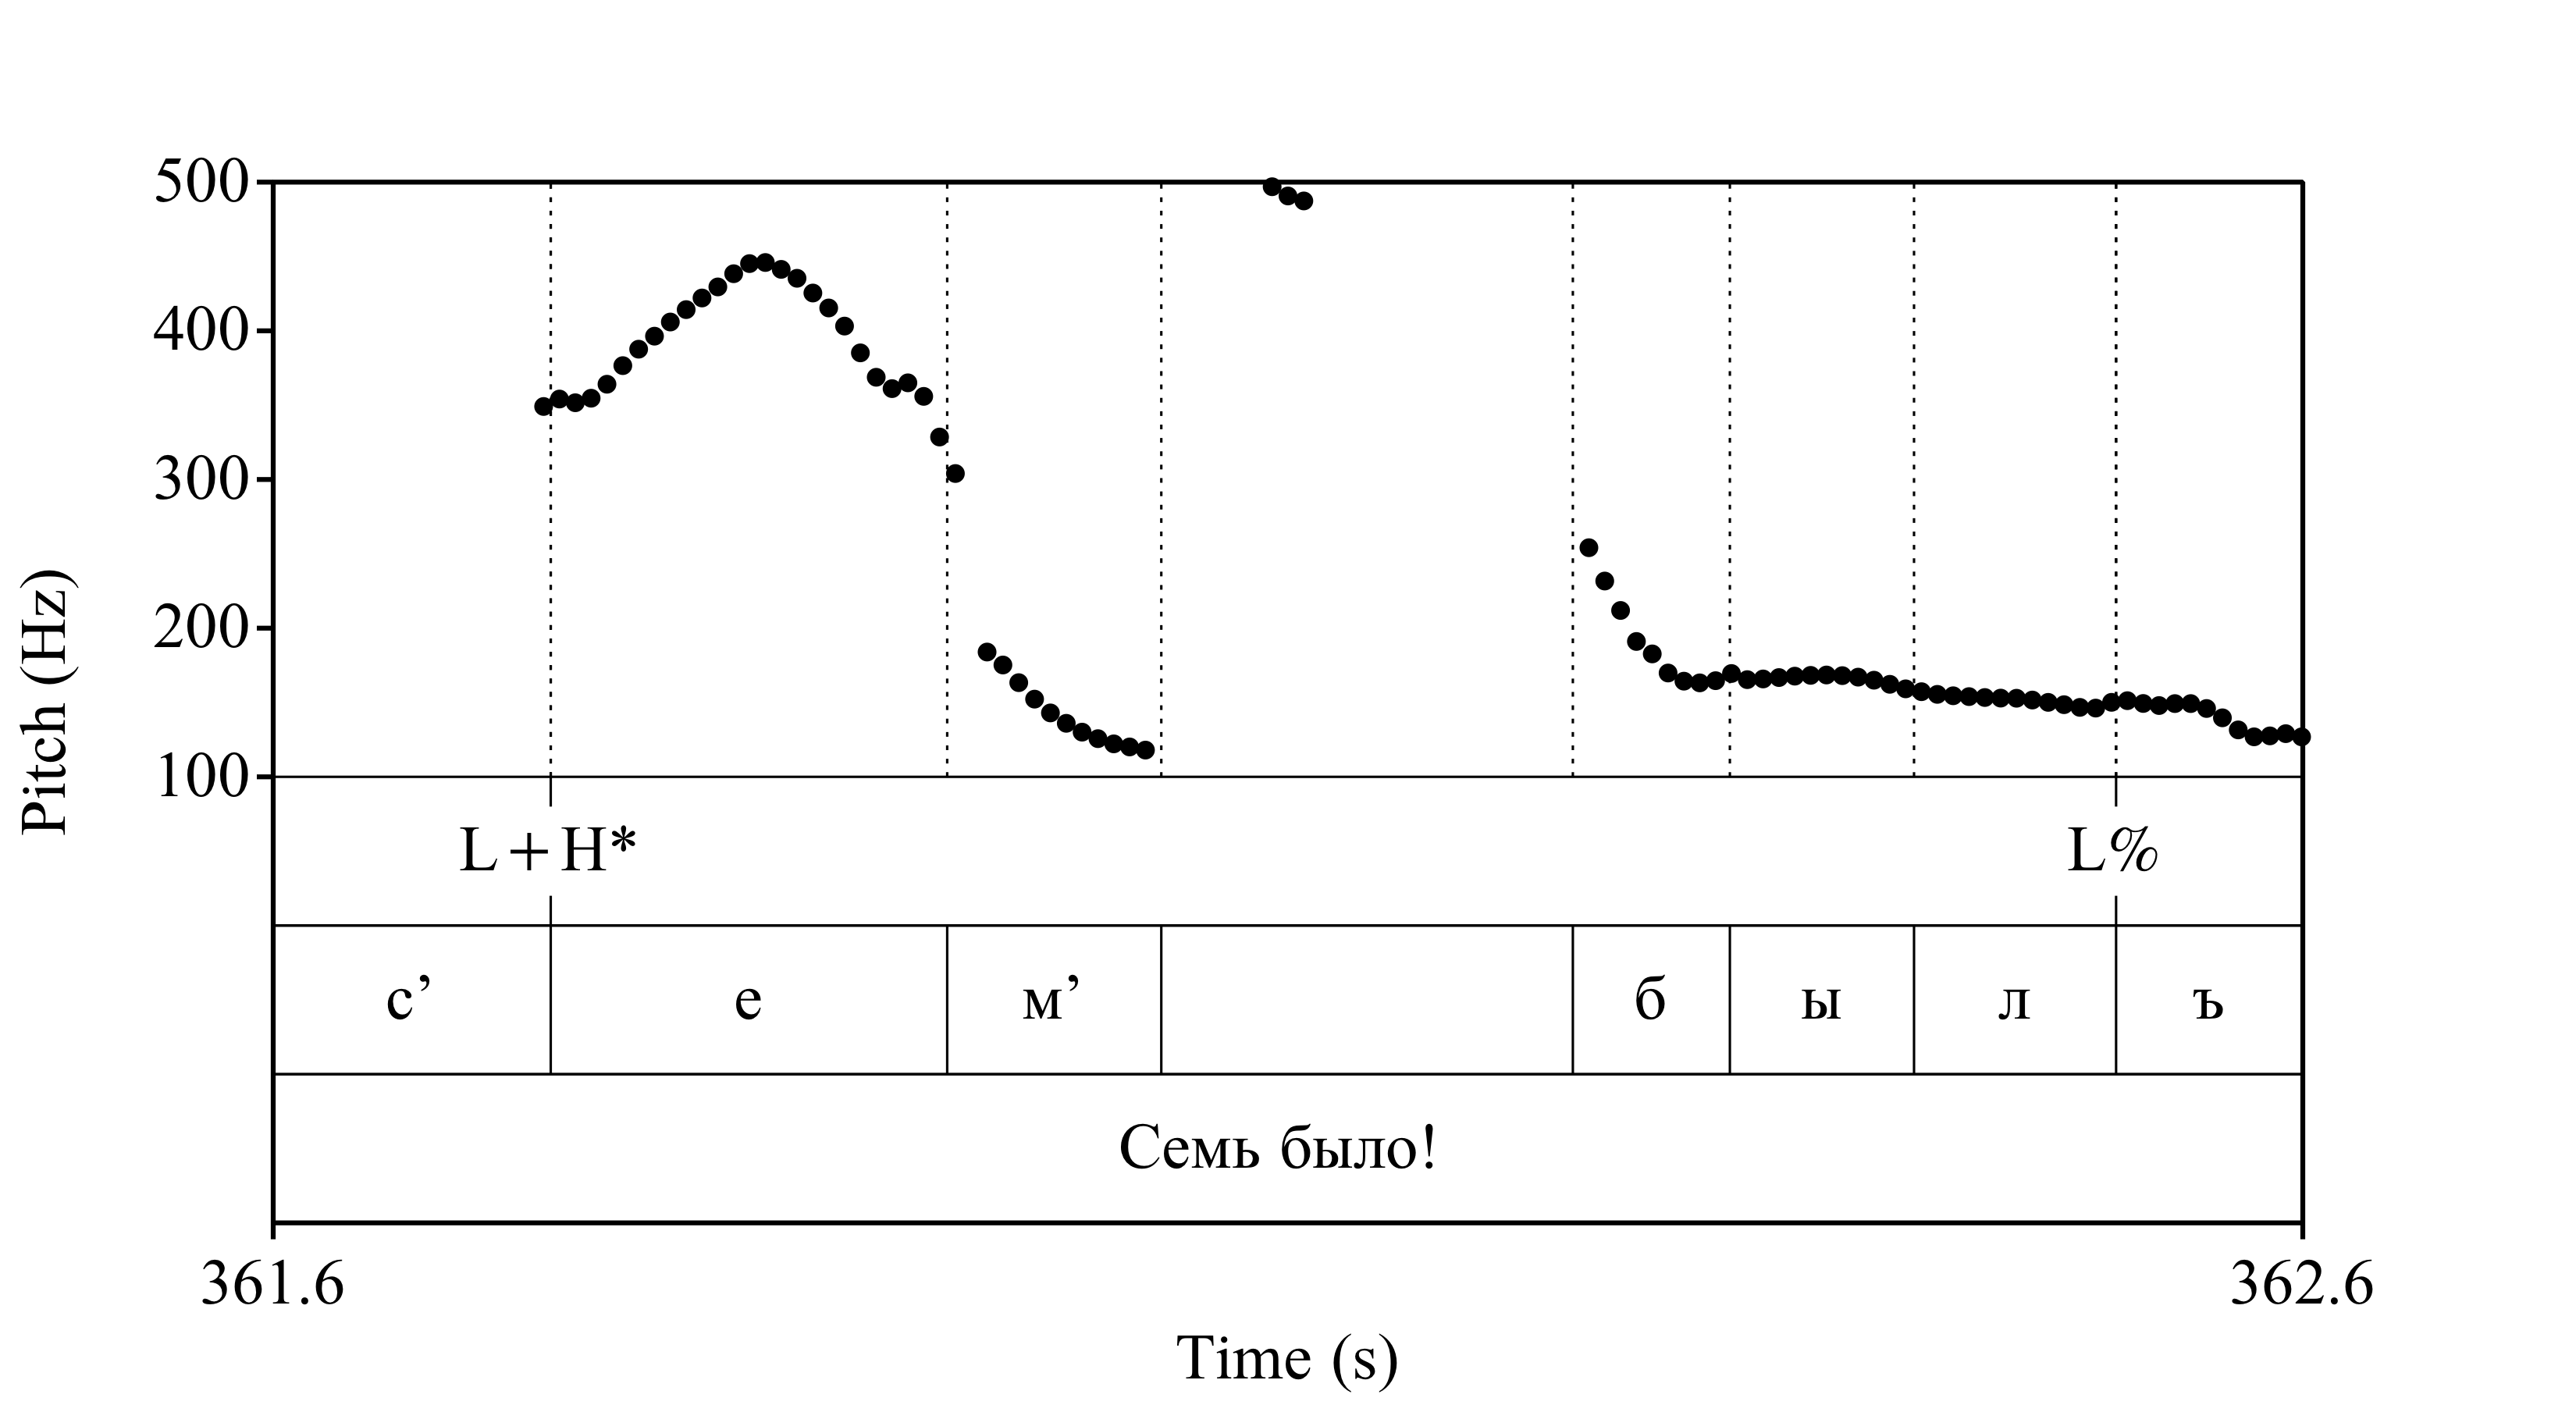 500
400
300
200
100
Pitch (Hz)
L+H* L%
с’ е м’ б ы л ъ
Семь было!
361.6 362.6
Time (s)